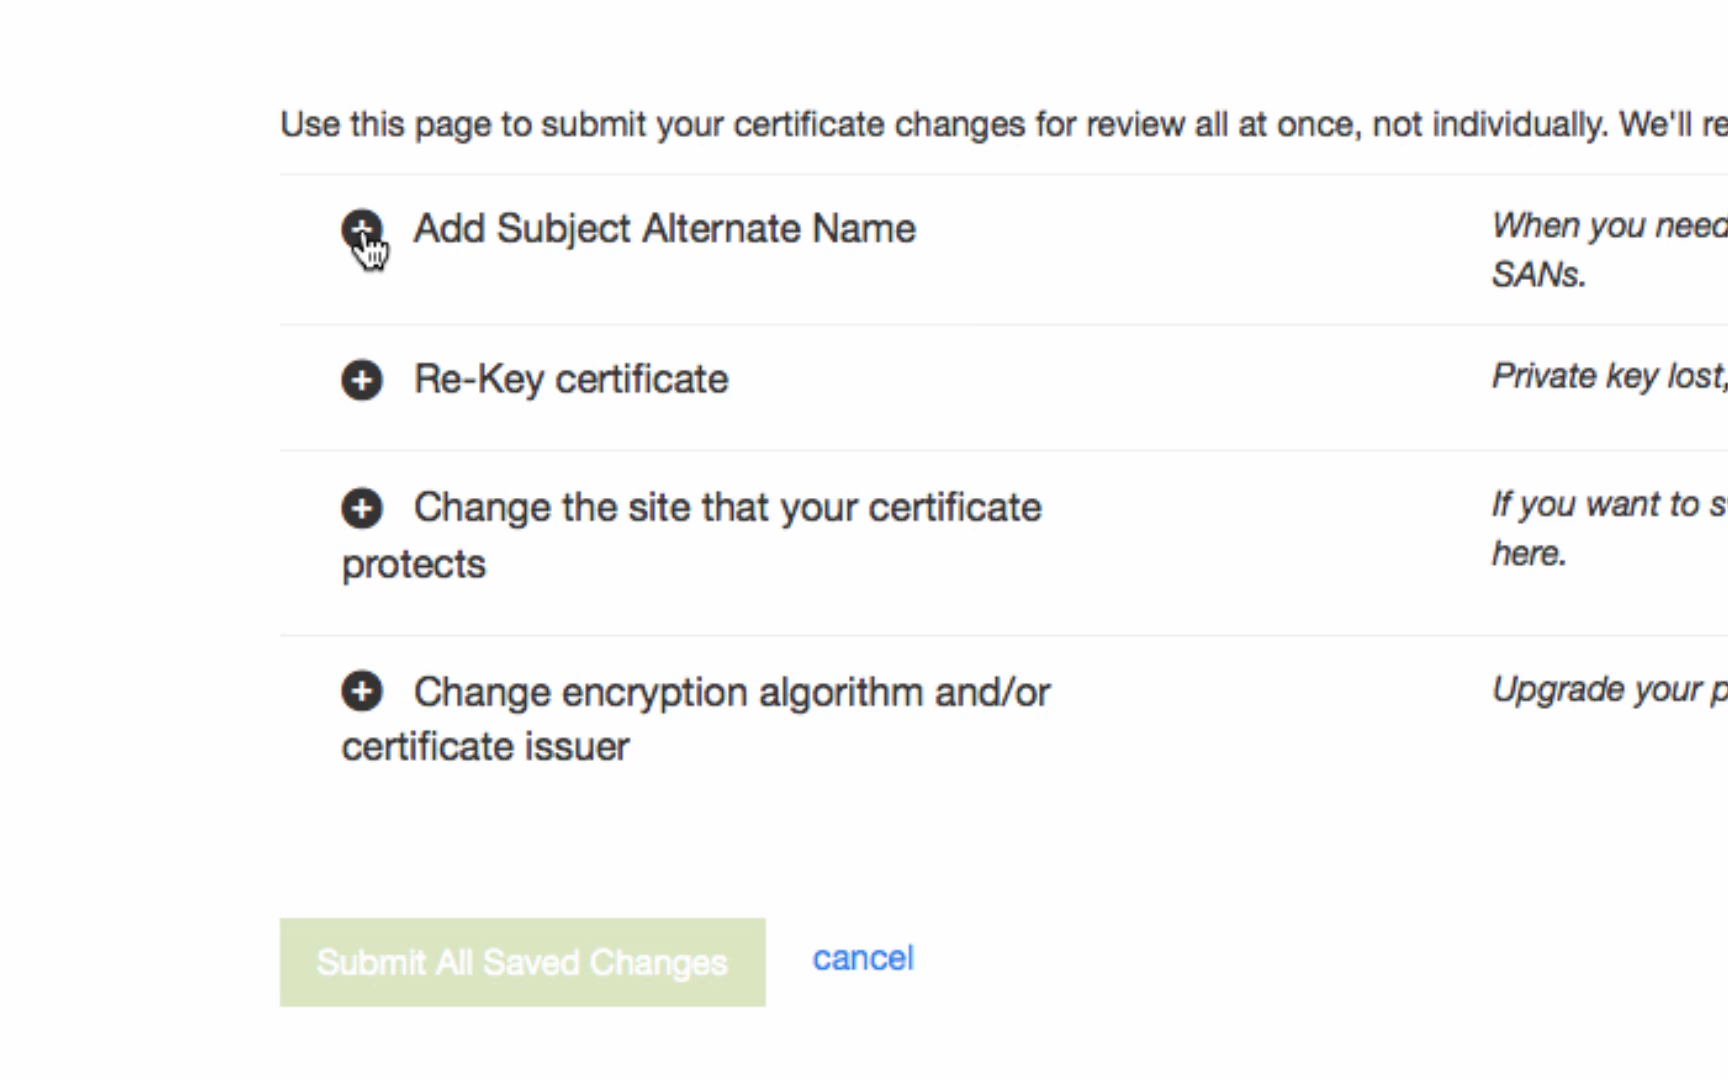 Use this page to submit your certificate changes for review all at once, not individually. We'll re
Add Subject Alternate Name
When you need
SANs.
Re-Key certificate
Private key lost,
Change the site that your certificate
protects
If you want to s
here.
Change encryption algorithm and/or
certificate issuer
Upgrade your p
Submit All Saved Changes
cancel